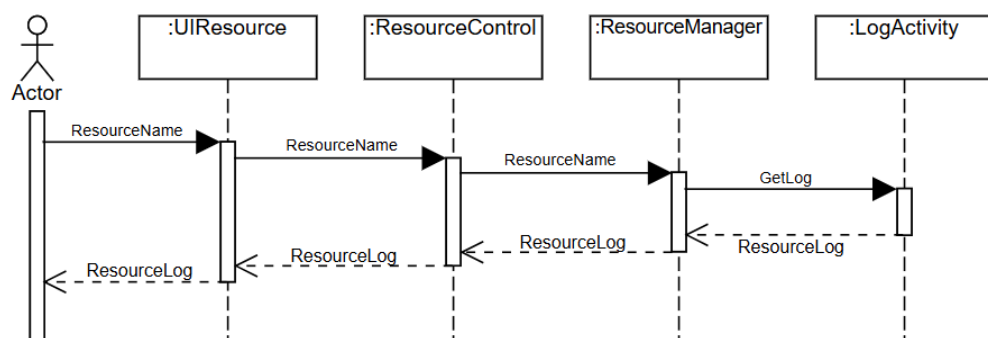 :UIResource
:ResourceControl
:ResourceManager
:LogActivity
Actor
ResourceName
ResourceName
ResourceName
GetLog
ResourceLog
ResourceLog
ResourceLog
ResourceLog